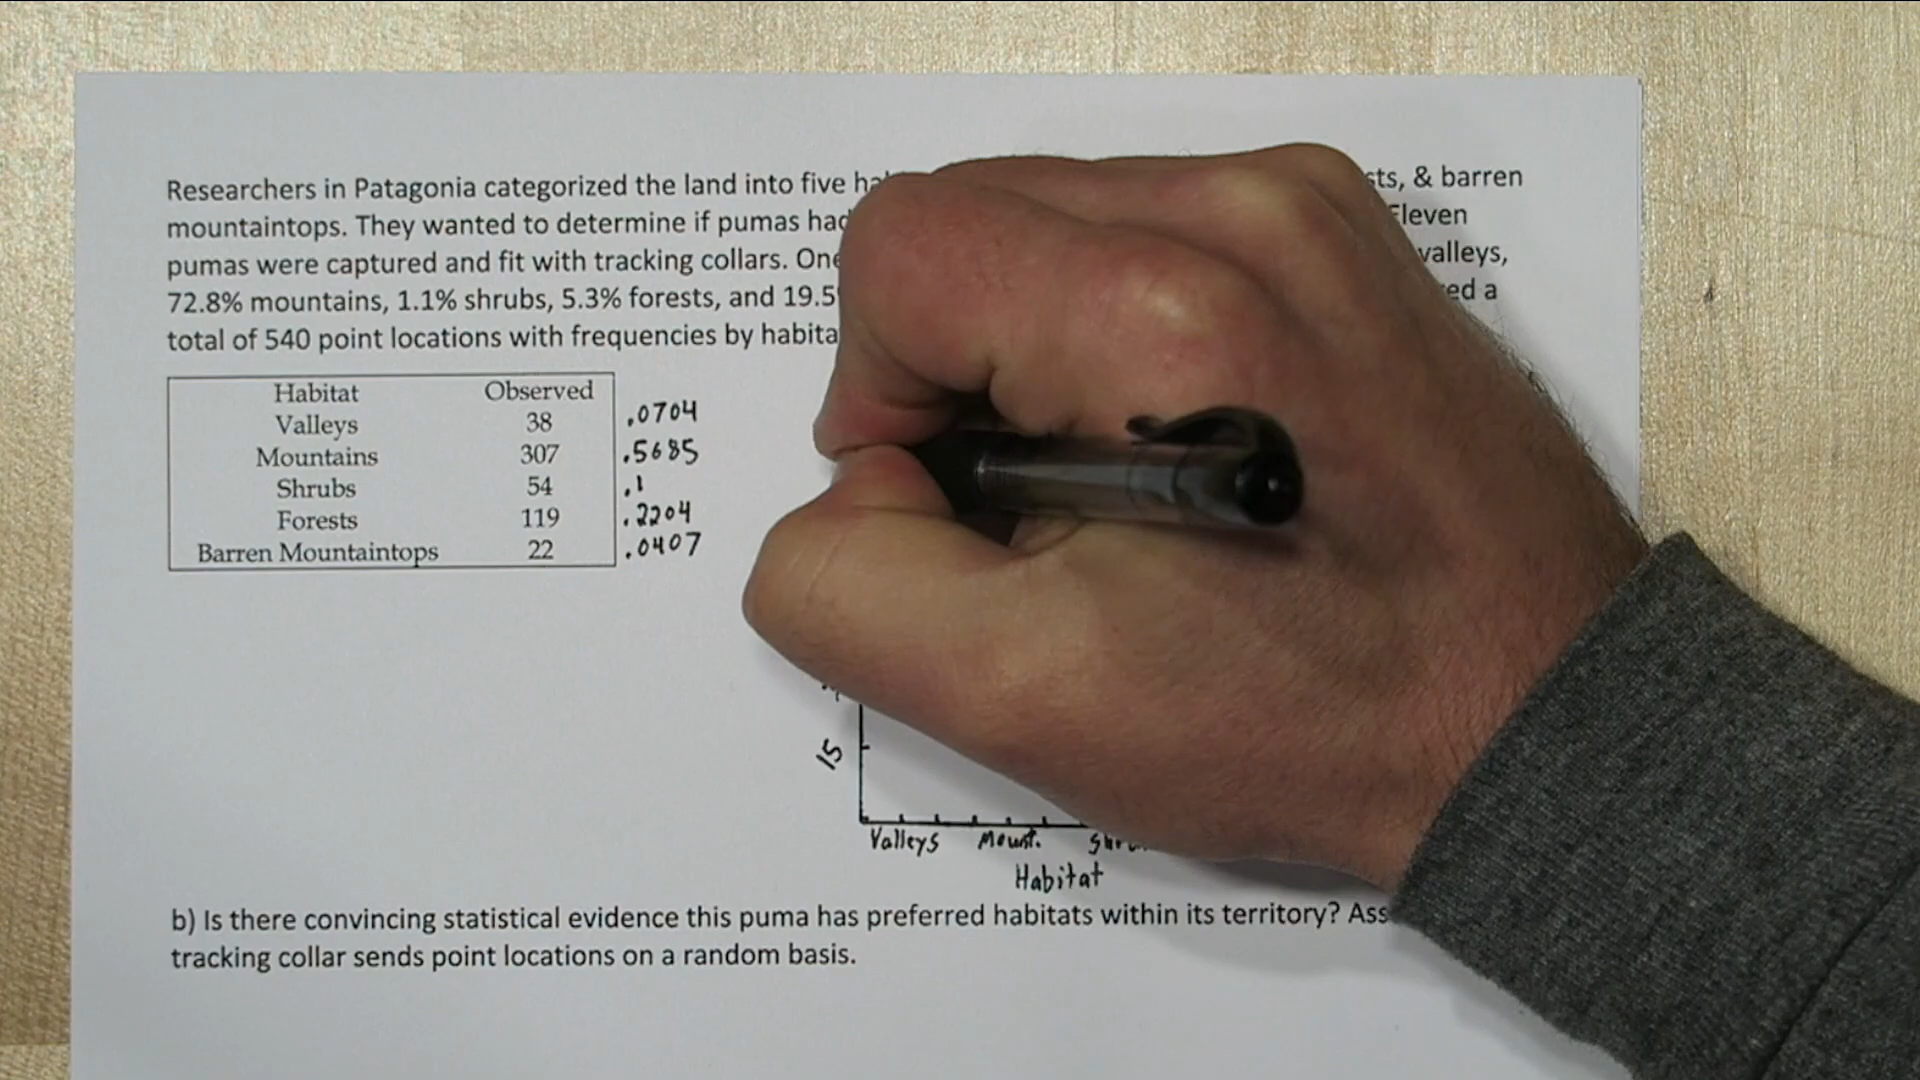 Researchers in Patagonia categorized the land into five
sts, & barren
mountaintops. They wanted to determine if pumas had
Eleven
pumas were captured and fit with tracking collars. One
valleys,
72.8% mountains, 1.1% shrubs, 5.3% forests, and 19.5
ed a
total of 540 point locations with frequencies by habita
Habitat Observed
Valleys 38 .0704
Mountains 307 .5685
Shrubs 54 .1
Forests 119 .2204
Barren Mountaintops 22 .0407
15
Valleys Mount.
Habitat
b) Is there convincing statistical evidence this puma has preferred habitats within its territory? Ass
tracking collar sends point locations on a random basis.